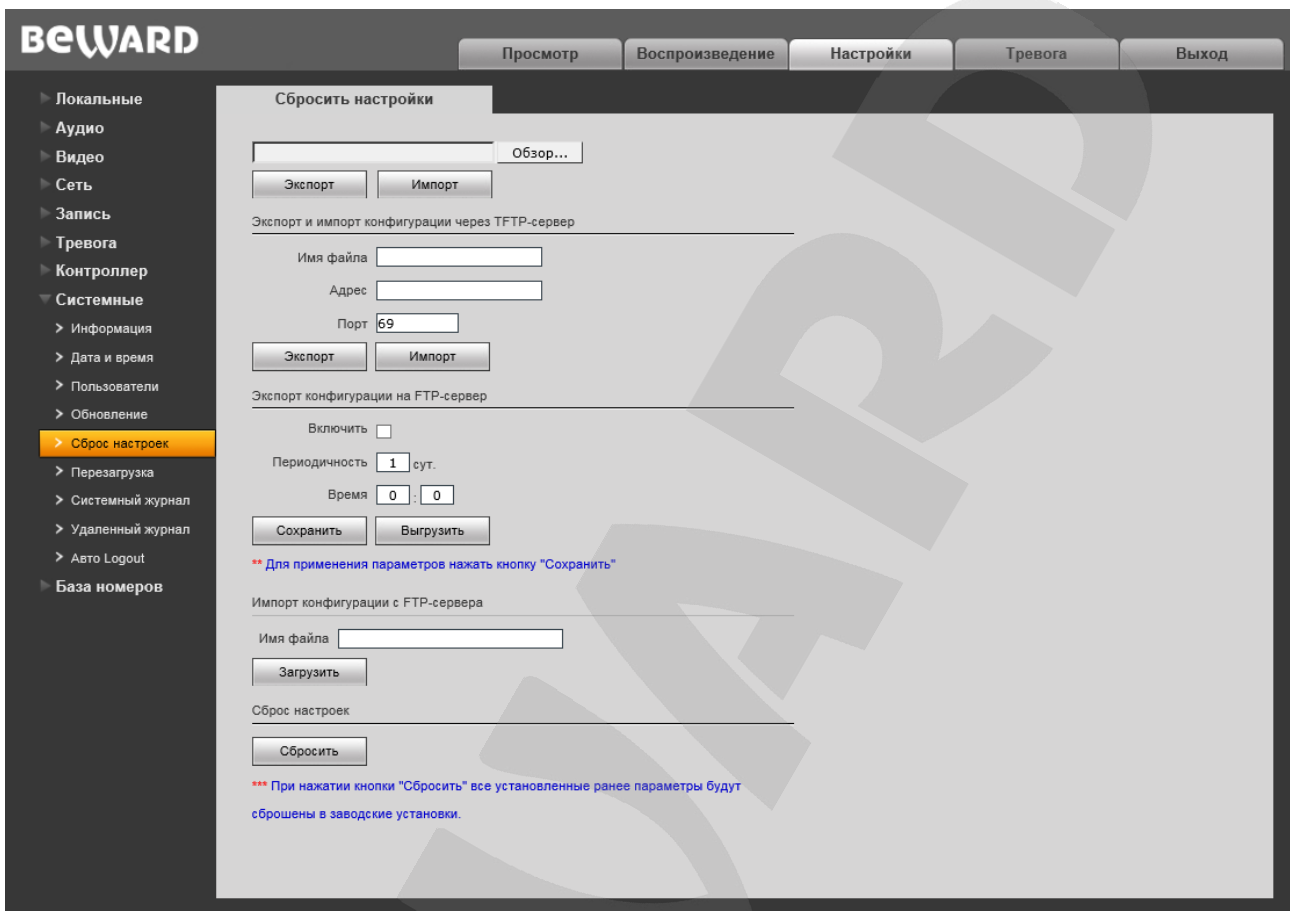 BEWARD
Просмотр Воспроизведение Настройки Тревога Выход
Локальные
Аудио
Видео
Сеть
Запись
Тревога
Контроллер
Системные
Информация
Дата и время
Пользователи
Обновление
Сброс настроек
Перезагрузка
Системный журнал
Удаленный журнал
Авто Logout
База номеров
Сбросить настройки
Обзор...
Экспорт Импорт
Экспорт и импорт конфигурации через TFTP-сервер
Имя файла
Адрес
Порт 69
Экспорт Импорт
Экспорт конфигурации на FTP-сервер
Включить
Периодичность 1 сут.
Время 0 : 0
Сохранить Выгрузить
** Для применения параметров нажать кнопку "Сохранить"
Импорт конфигурации с FTP-сервера
Имя файла
Загрузить
Сброс настроек
Сбросить
*** При нажатии кнопки "Сбросить" все установленные ранее параметры будут
сброшены в заводские установки.